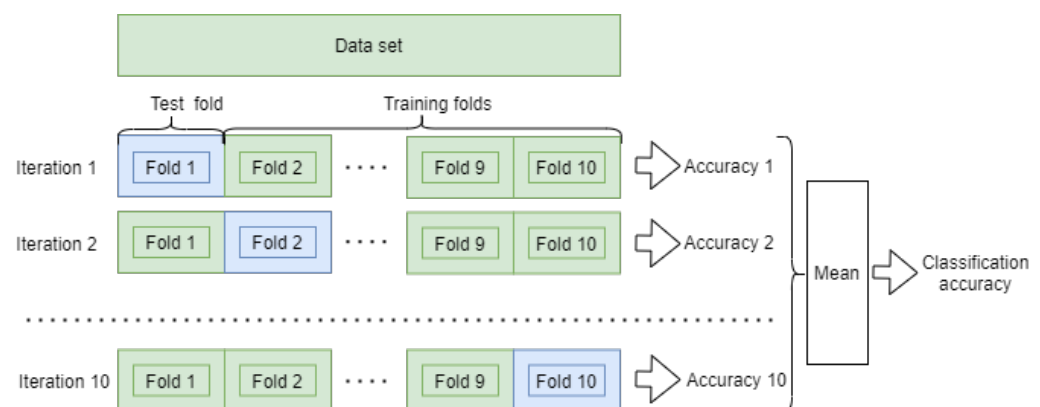 Data set
Test fold Training folds
Iteration 1 Fold 1 Fold 2 .... Fold 9 Fold 10 Accuracy 1
Iteration 2 Fold 1 Fold 2 .... Fold 9 Fold 10 Accuracy 2
Mean
Classification
accuracy
Iteration 10 Fold 1 Fold 2 .... Fold 9 Fold 10 Accuracy 10